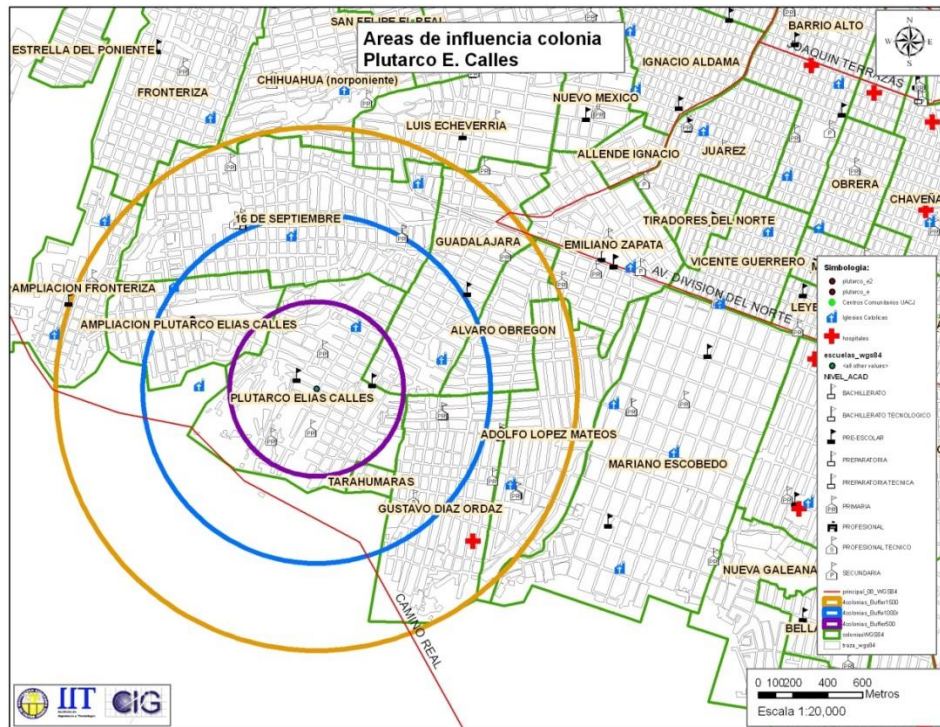 Areas de influencia colonia
Plutarco E. Calles
SAN FELIPE EL REAL
BARRIO ALTO
ESTRELLA DEL PONIENTE
JOAQUIN TERRAZAS
IGNACIO ALDAMA
CHIHUAHUA (norponiente)
FRONTERIZA
NUEVO MEXICO
LUIS ECHEVERRIA
JUAREZ
ALLENDE IGNACIO
OBRERA
CHAVEÑA
16 DE SEPTIEMBRE
TIRADORES DEL NORTE
GUADALAJARA
EMILIANO ZAPATA
VICENTE GUERRERO
AV. DIVISION DEL NORTE
AMPLIACION FRONTERIZA
AMPLIACION PLUTARCO ELIAS CALLES
ALVARO OBREGON
PLUTARCO ELIAS CALLES
ADOLFO LOPEZ MATEOS
MARIANO ESCOBEDO
TARAHUMARAS
GUSTAVO DIAZ ORDAZ
NUEVA GALEANA
CAMINO REAL
N
W
E
S
Simbologia:
plutarco_e2
plutarco_e
Centros Comunitarios UACJ
Iglesias Catolicas
hospitales
escuelas_wgs84
<all other values>
NIVEL_ACAD
BACHILLERATO
BACHILLERATO TECNOLOGICO
PRE-ESCOLAR
PREPARATORIA
PREPARATORIA TECNICA
PRIMARIA
PROFESIONAL
PROFESIONAL TECNICO
SECUNDARIA
principal_00_WGS84
4colonias_Buffer1500
4colonias_Buffer1000
4colonias_Buffer500
coloniasWGS84
traza_wgs84
0 100200 400 600
Metros
Escala 1:20,000
IIT
CIG